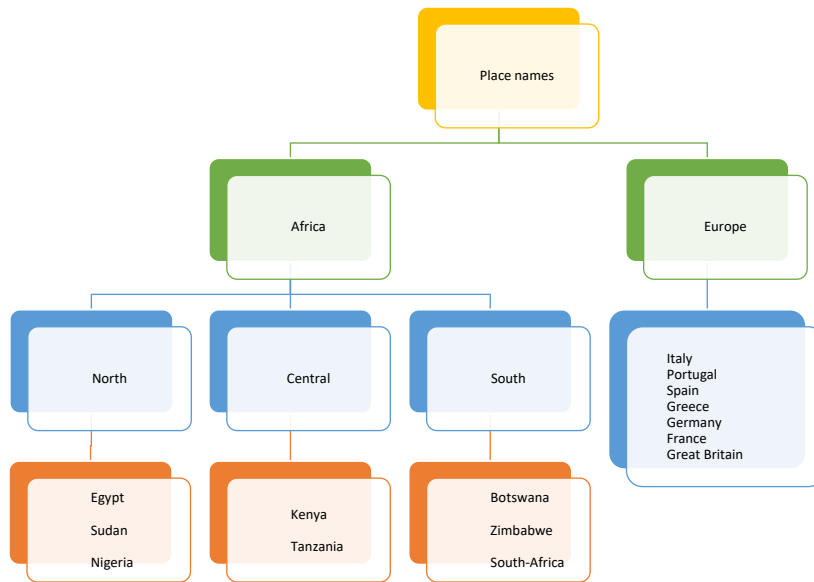 Place names
Africa
Europe
North
Central
South
Italy
Portugal
Spain
Greece
Germany
France
Great Britain
Egypt
Sudan
Nigeria
Kenya
Tanzania
Botswana
Zimbabwe
South-Africa